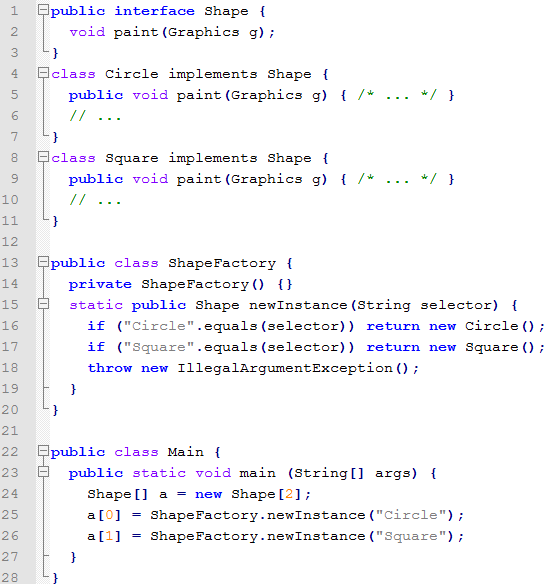 1 public interface Shape {
2   void paint(Graphics g);
3 }
4 class Circle implements Shape {
5   public void paint(Graphics g) { /* ... */ }
6   // ...
7 }
8 class Square implements Shape {
9   public void paint(Graphics g) { /* ... */ }
10   // ...
11 }
12
13 public class ShapeFactory {
14   private ShapeFactory() {}
15   static public Shape newInstance(String selector) {
16     if ("Circle".equals(selector)) return new Circle();
17     if ("Square".equals(selector)) return new Square();
18     throw new IllegalArgumentException();
19   }
20 }
21
22 public class Main {
23   public static void main (String[] args) {
24     Shape[] a = new Shape[2];
25     a[0] = ShapeFactory.newInstance("Circle");
26     a[1] = ShapeFactory.newInstance("Square");
27   }
28 }